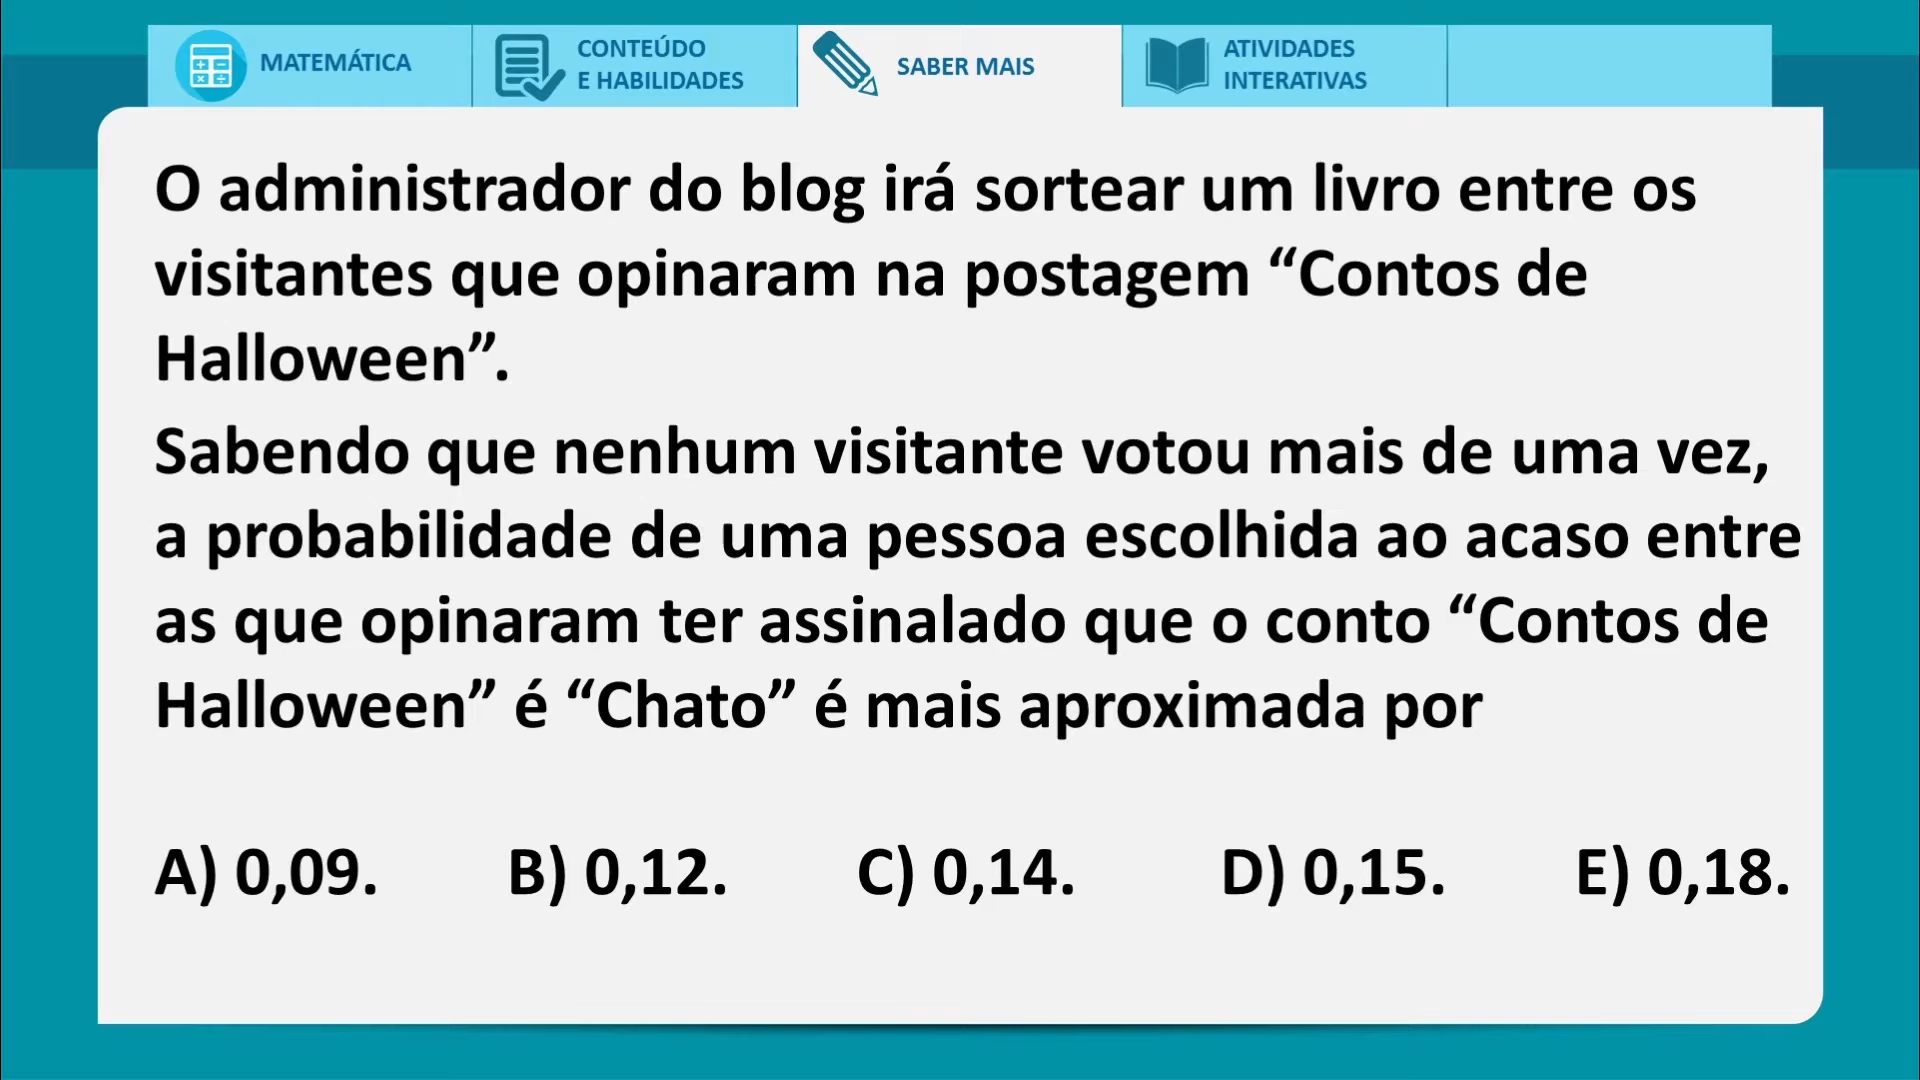 MATEMÁTICA
CONTEÚDO
E HABILIDADES
SABER MAIS
ATIVIDADES
INTERATIVAS
O administrador do blog irá sortear um livro entre os
visitantes que opinaram na postagem “Contos de
Halloween”.
Sabendo que nenhum visitante votou mais de uma vez,
a probabilidade de uma pessoa escolhida ao acaso entre
as que opinaram ter assinalado que o conto “Contos de
Halloween” é “Chato” é mais aproximada por
A) 0,09. B) 0,12. C) 0,14. D) 0,15. E) 0,18.